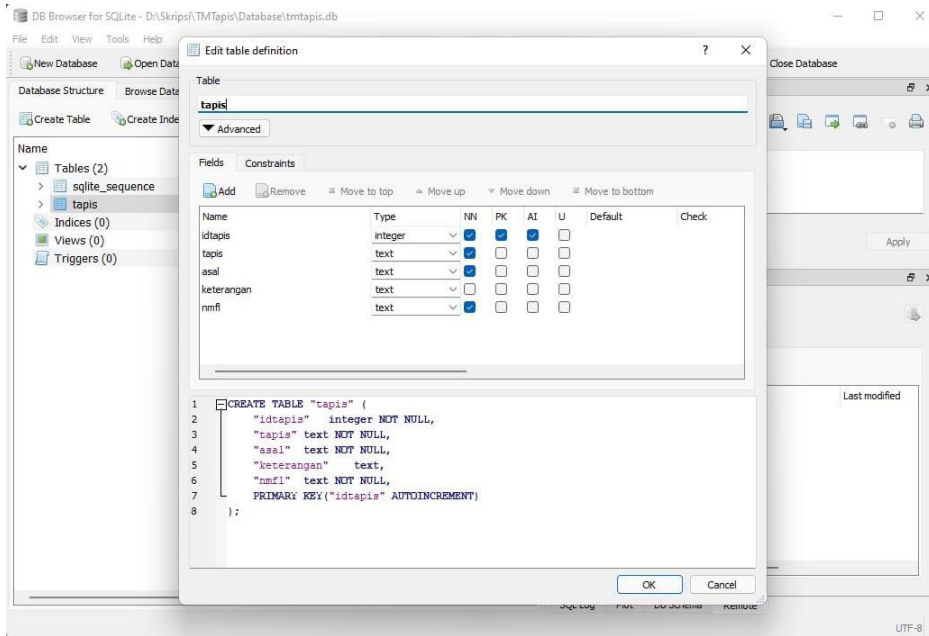 DB Browser for SQLite - D:\Skripsi\TMTapis\Database\tmtapis.db
File Edit View Tools Help
New Database Open Data Close Database
Database Structure Browse Data
Create Table Create Inde
Name
Tables (2)
sqlite_sequence
tapis
Indices (0)
Views (0)
Triggers (0)
Edit table definition ?
Table
tapis
Advanced
Fields Constraints
Add Remove Move to top Move up Move down Move to bottom
Name Type NN PK AI U Default Check
idtapis integer
tapis text
asal text
keterangan text
nmfl text
1 CREATE TABLE "tapis" (
2 "idtapis" integer NOT NULL,
3 "tapis" text NOT NULL,
4 "asal" text NOT NULL,
5 "keterangan" text,
6 "nmfl" text NOT NULL,
7 PRIMARY KEY("idtapis" AUTOINCREMENT)
8 );
OK Cancel
Apply
Last modified
SQL Log Plot DB Schema Remote
UTF-8